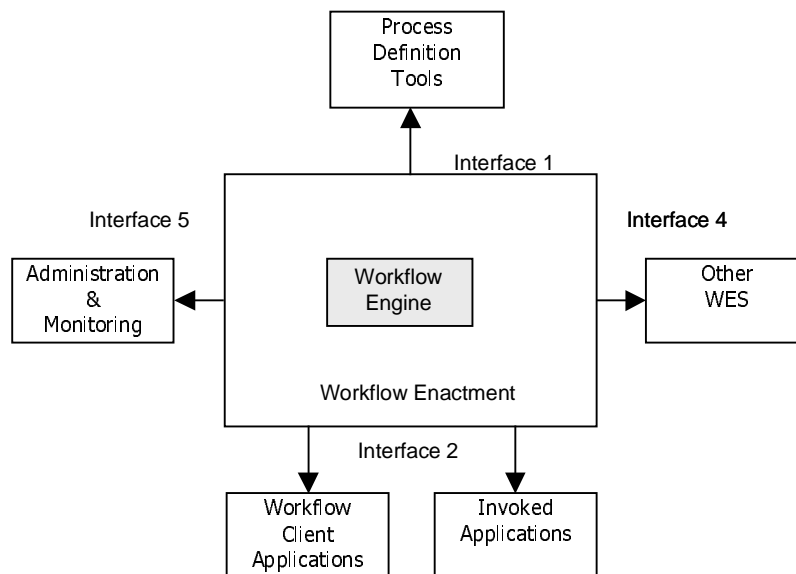 Process
Definition
Tools
Interface 1
Interface 5
Interface 4
Administration
&
Monitoring
Workflow
Engine
Other
WES
Workflow Enactment
Interface 2
Workflow
Client
Applications
Invoked
Applications